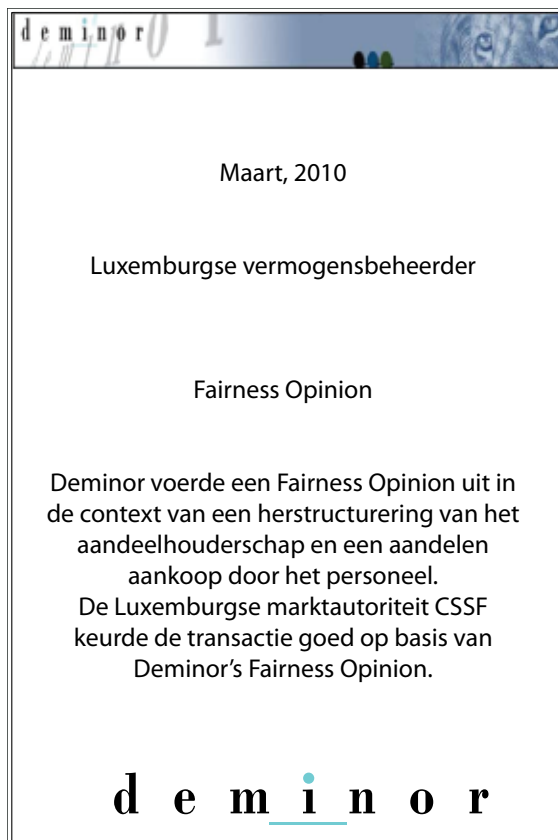 deminor
Maart, 2010
Luxemburgse vermogensbeheerder
Fairness Opinion
Deminor voerde een Fairness Opinion uit in
de context van een herstructurering van het
aandeelhouderschap en een aandelen
aankoop door het personeel.
De Luxemburgse marktautoriteit CSSF
keurde de transactie goed op basis van
Deminor's Fairness Opinion.
deminor